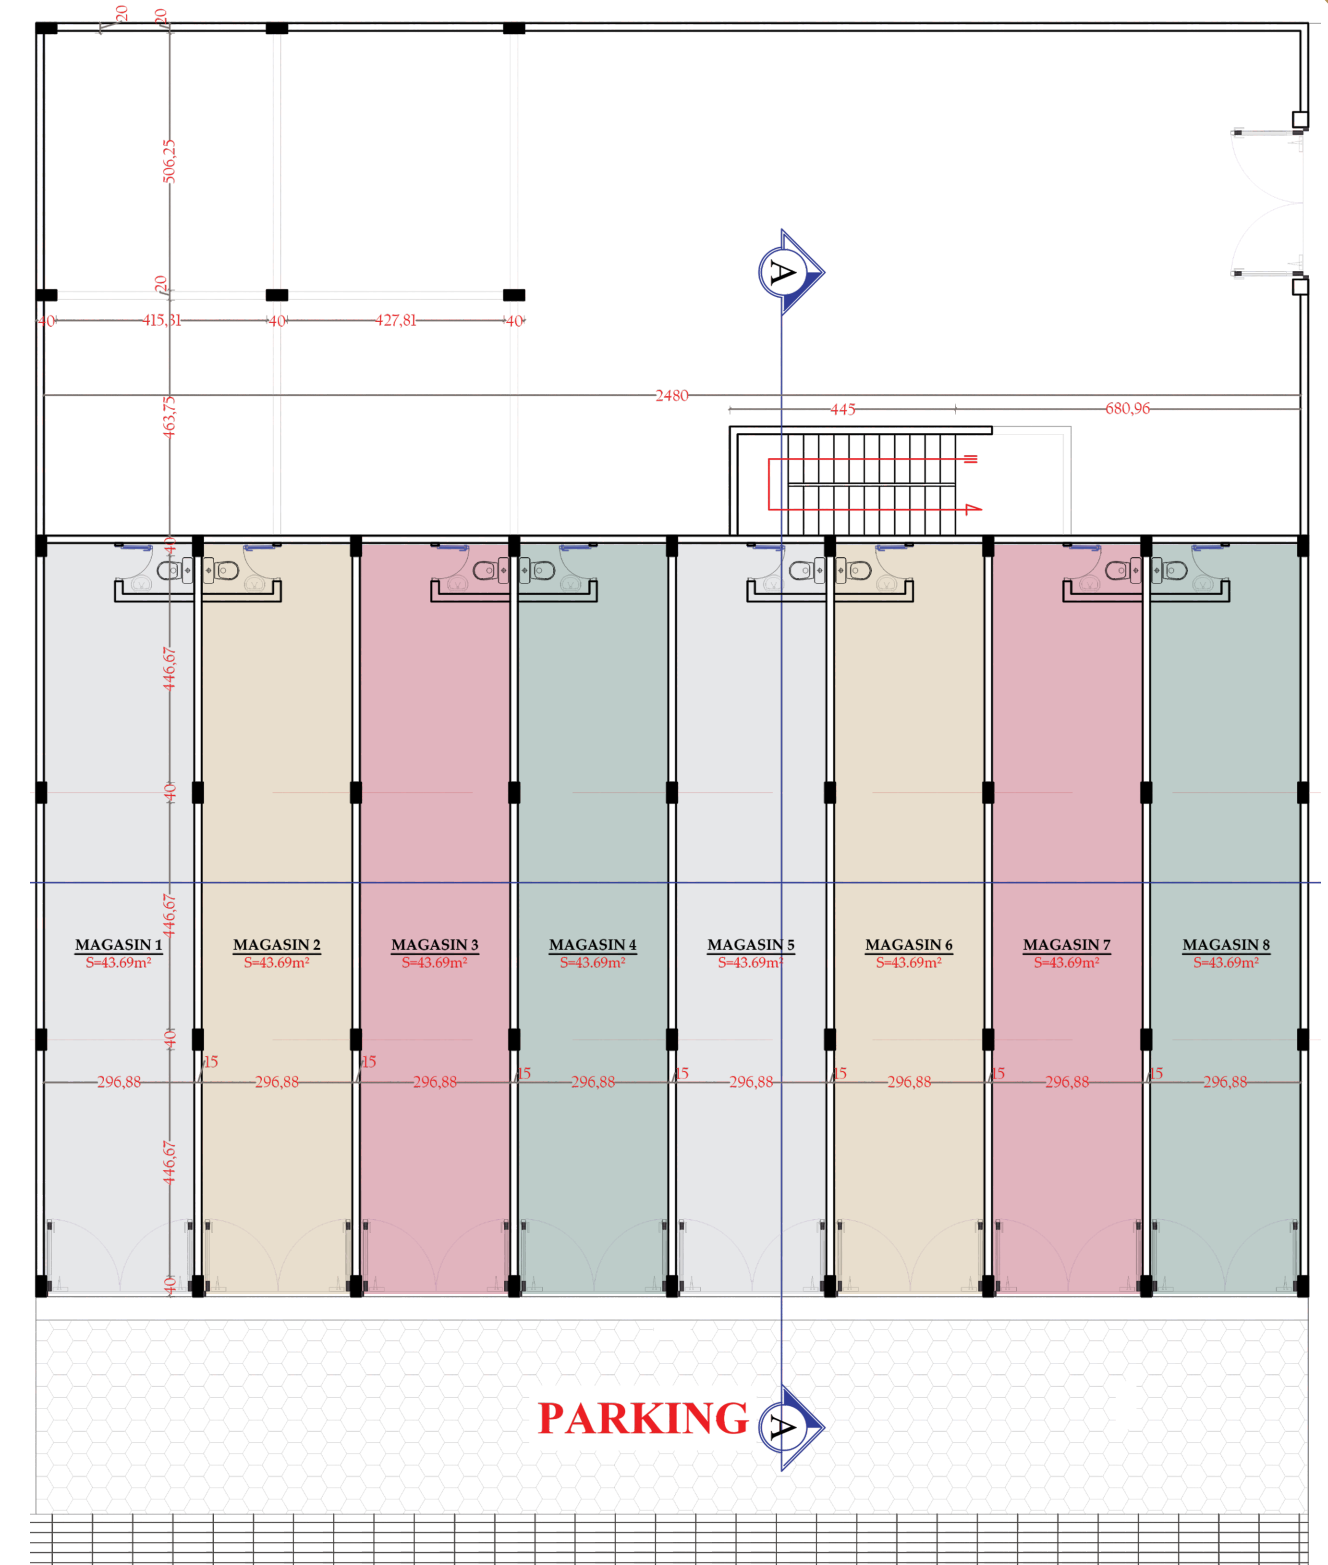 20
20
506,25
20
40
415,31
40
427,81
40
463,75
2480
445
680,96
A
40
446,67
40
446,67
MAGASIN 1
S=43.69m²
MAGASIN 2
S=43.69m²
MAGASIN 3
S=43.69m²
MAGASIN 4
S=43.69m²
MAGASIN 5
S=43.69m²
MAGASIN 6
S=43.69m²
MAGASIN 7
S=43.69m²
MAGASIN 8
S=43.69m²
40
15
15
15
15
15
15
15
296,88
296,88
296,88
296,88
296,88
296,88
296,88
296,88
446,67
40
PARKING
A